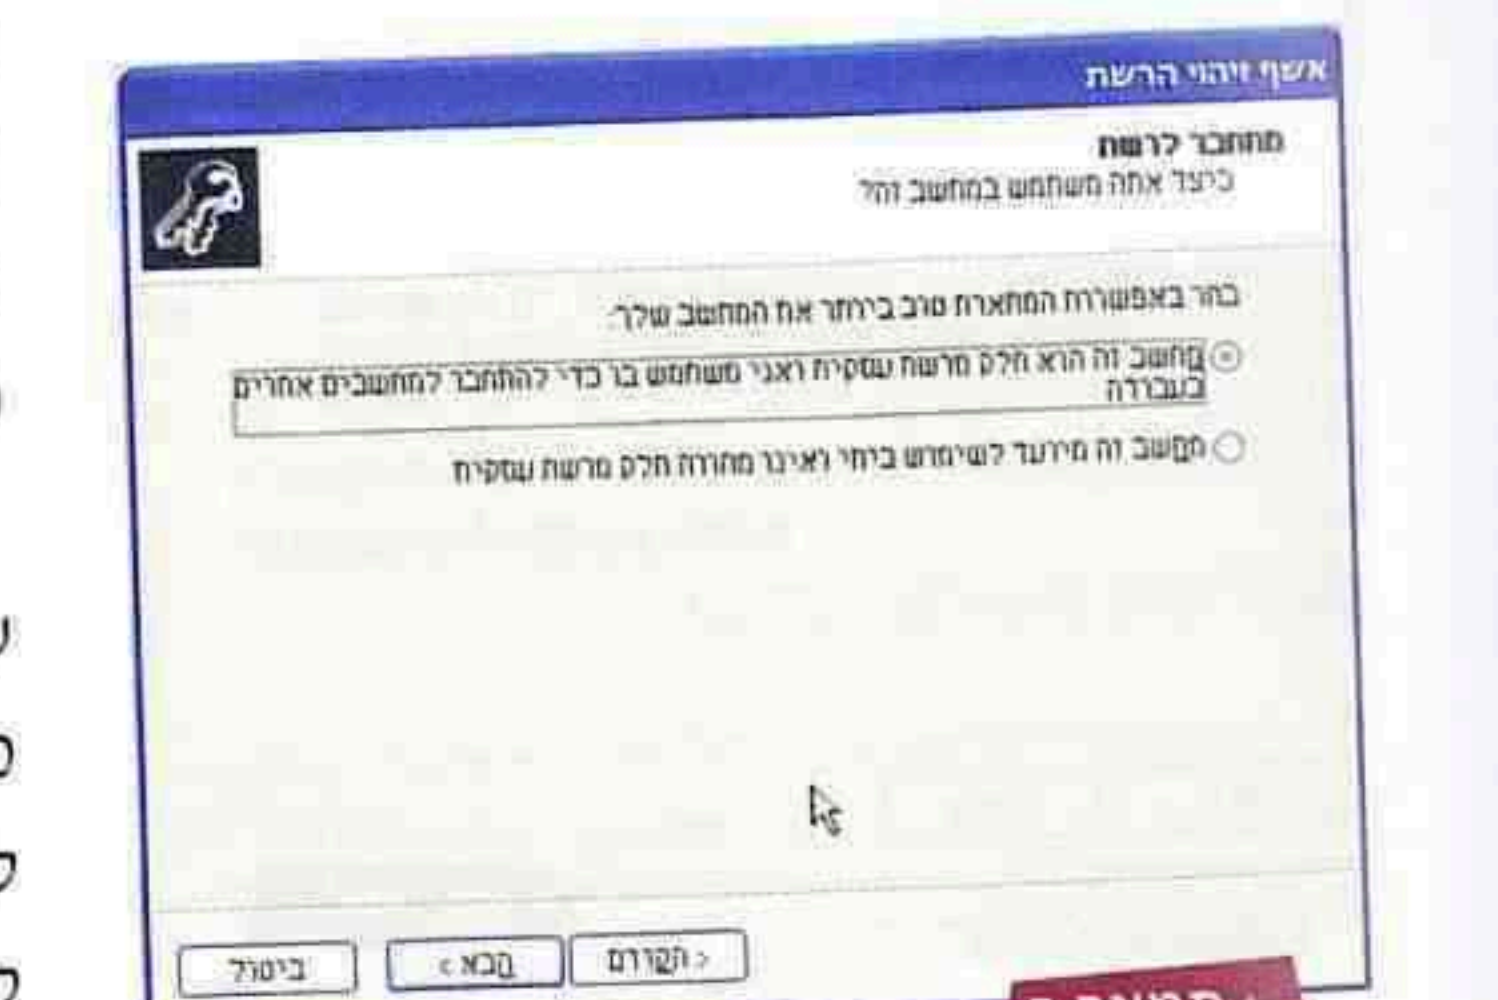 אשף זיהוי הרשת
מתחבר לרשת
כיצד אתה משתמש במחשב זה?
בחר באפשרות המתארת טוב ביותר את המחשב שלך:
מחשב זה הוא חלק מרשת עסקית ואני משתמש בו כדי להתחבר למחשבים אחרים
בעבודה
מחשב זה מיועד לשימוש ביתי ואינו מהווה חלק מרשת עסקית
< הקודם
הבא >
ביטול